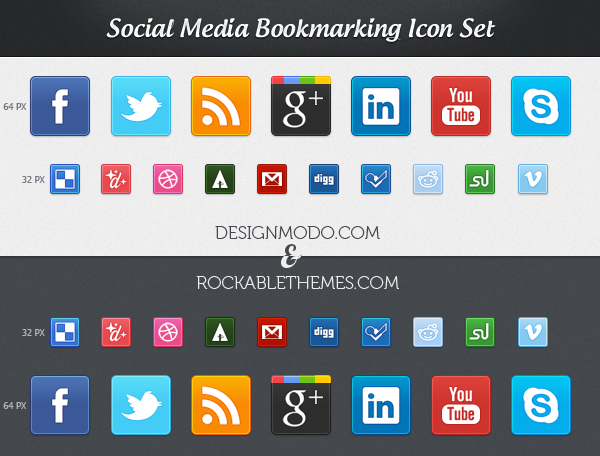 Social Media Bookmarking Icon Set
64 PX
f
g+
in
You
Tube
S
32 PX
d
digg
V
DESIGNMODO.COM
&
ROCKABLETHEMES.COM
32 PX
d
digg
V
64 PX
f
g+
in
You
Tube
S